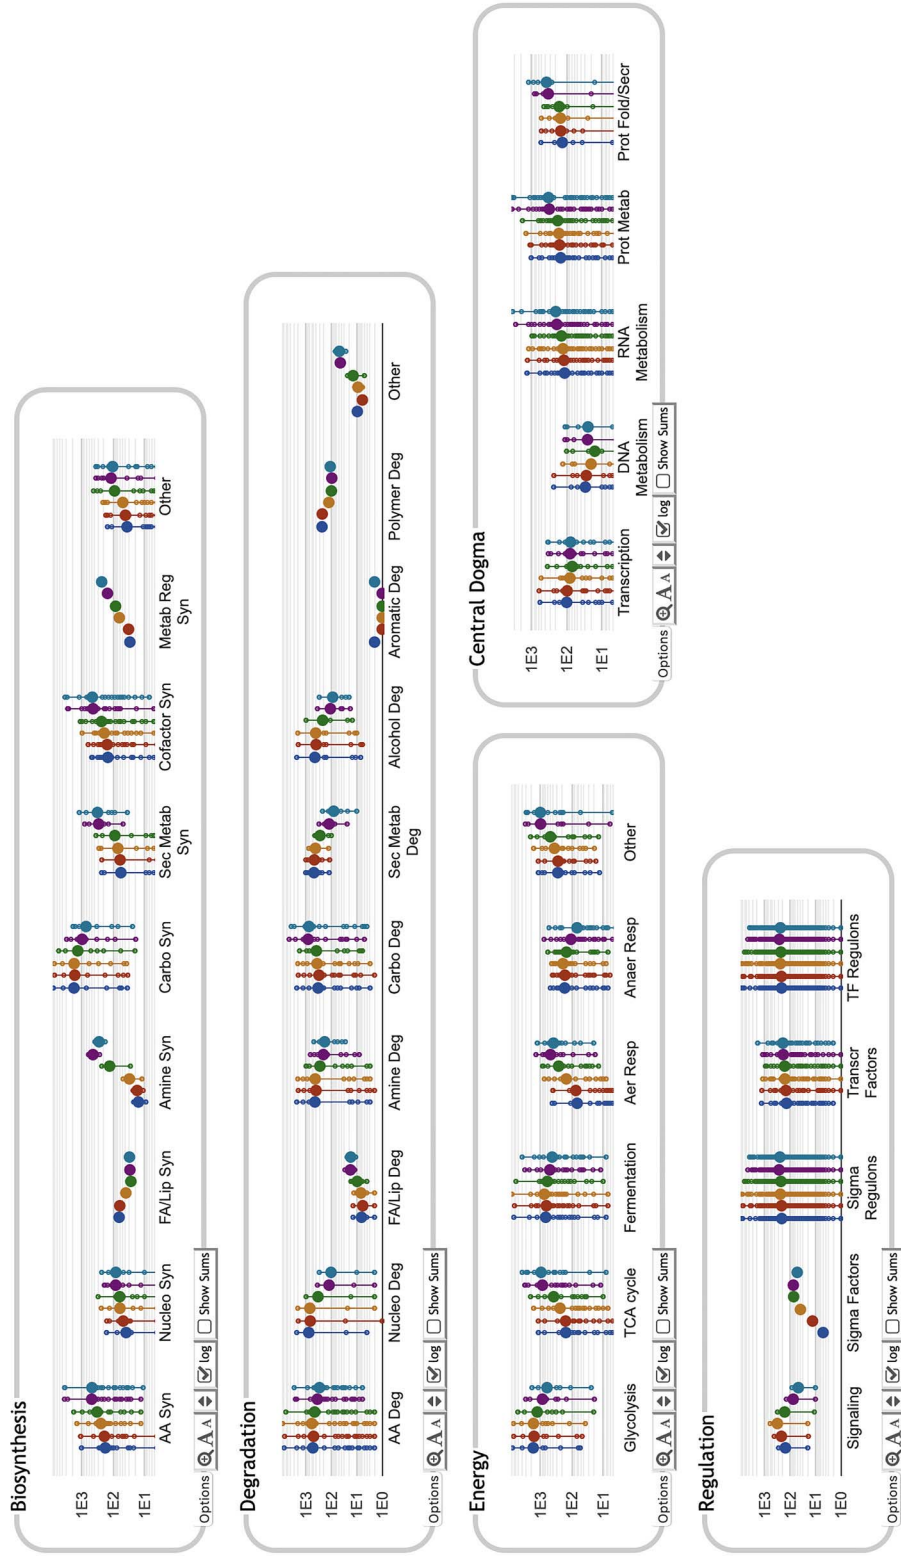 Biosynthesis
1E3
1E2
1E1
AA Syn
Nucleo Syn
FA/Lip Syn
Amine Syn
Carbo Syn
Sec Metab
Syn
Cofactor Syn
Metab Reg
Syn
Other
Options
A A
log
Show Sums
Degradation
1E3
1E2
1E1
1E0
AA Deg
Nucleo Deg
FA/Lip Deg
Amine Deg
Carbo Deg
Sec Metab
Deg
Alcohol Deg
Aromatic Deg
Polymer Deg
Other
Options
A A
log
Show Sums
Energy
1E3
1E2
1E1
Glycolysis
TCA cycle
Fermentation
Aer Resp
Anaer Resp
Other
Options
A A
log
Show Sums
Central Dogma
1E3
1E2
1E1
Transcription
DNA
Metabolism
RNA
Metabolism
Prot Metab
Prot Fold/Secr
Options
A A
log
Show Sums
Regulation
1E3
1E2
1E1
1E0
Signaling
Sigma Factors
Sigma
Regulons
Transcr
Factors
TF Regulons
Options
A A
log
Show Sums